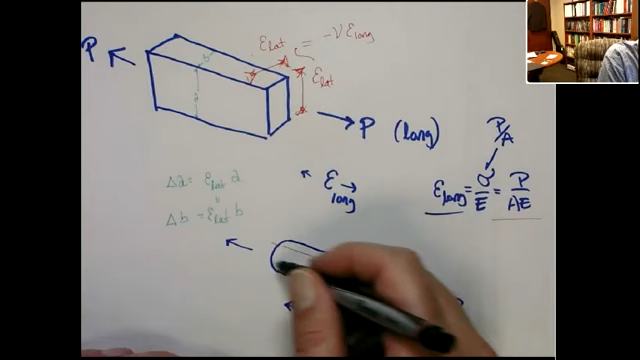 ε_lat = -ν ε_long
P
b
ε_lat
a
P (long)
P/A
Δa = ε_lat a
ε_long
ε_long = σ/E = P/AE
Δb = ε_lat b